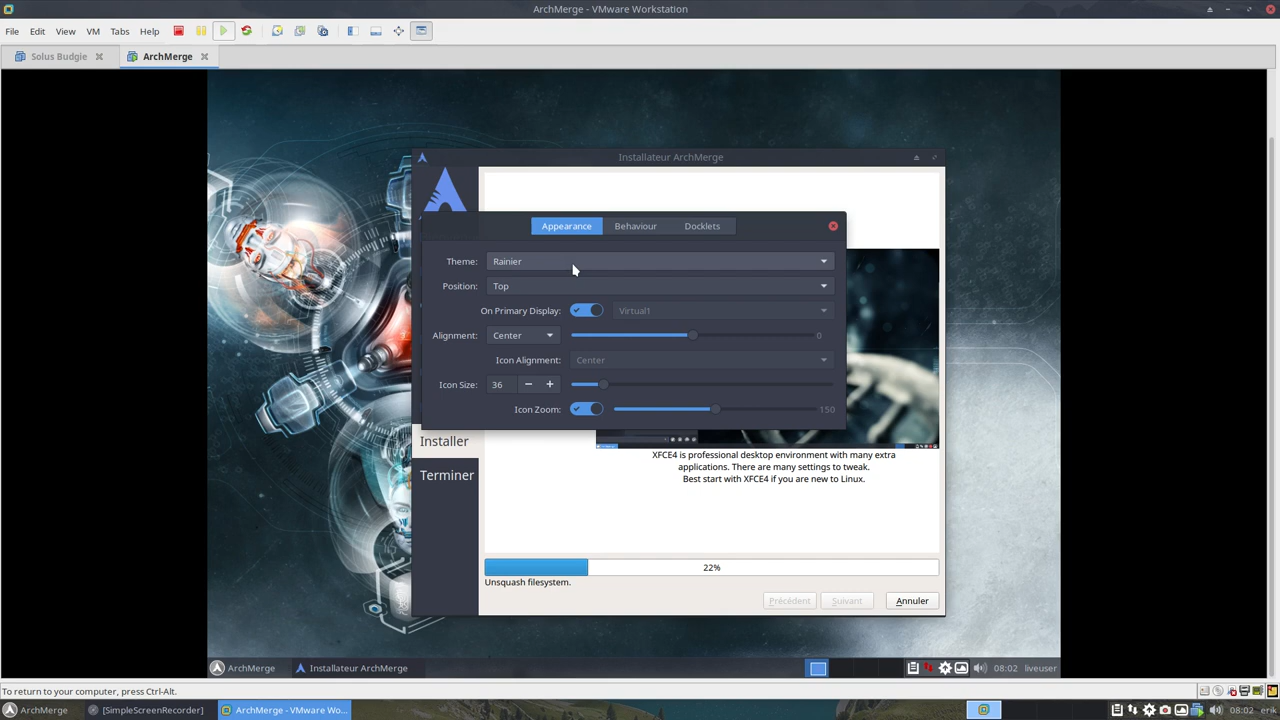 ArchMerge - VMware Workstation
File Edit View VM Tabs Help
Solus Budgie
ArchMerge
Installateur ArchMerge
Appearance Behaviour Docklets
Theme: Rainier
Position: Top
On Primary Display: Virtual1
Alignment: Center 0
Icon Alignment: Center
Icon Size: 36
Icon Zoom: 150
Installer
Terminer
XFCE4 is professional desktop environment with many extra
applications. There are many settings to tweak.
Best start with XFCE4 if you are new to Linux.
22%
Unsquash filesystem.
Précédent Suivant Annuler
ArchMerge Installateur ArchMerge 08:02 liveuser
To return to your computer, press Ctrl-Alt.
ArchMerge [SimpleScreenRecorder] ArchMerge - VMware Wo... 08:02 erik